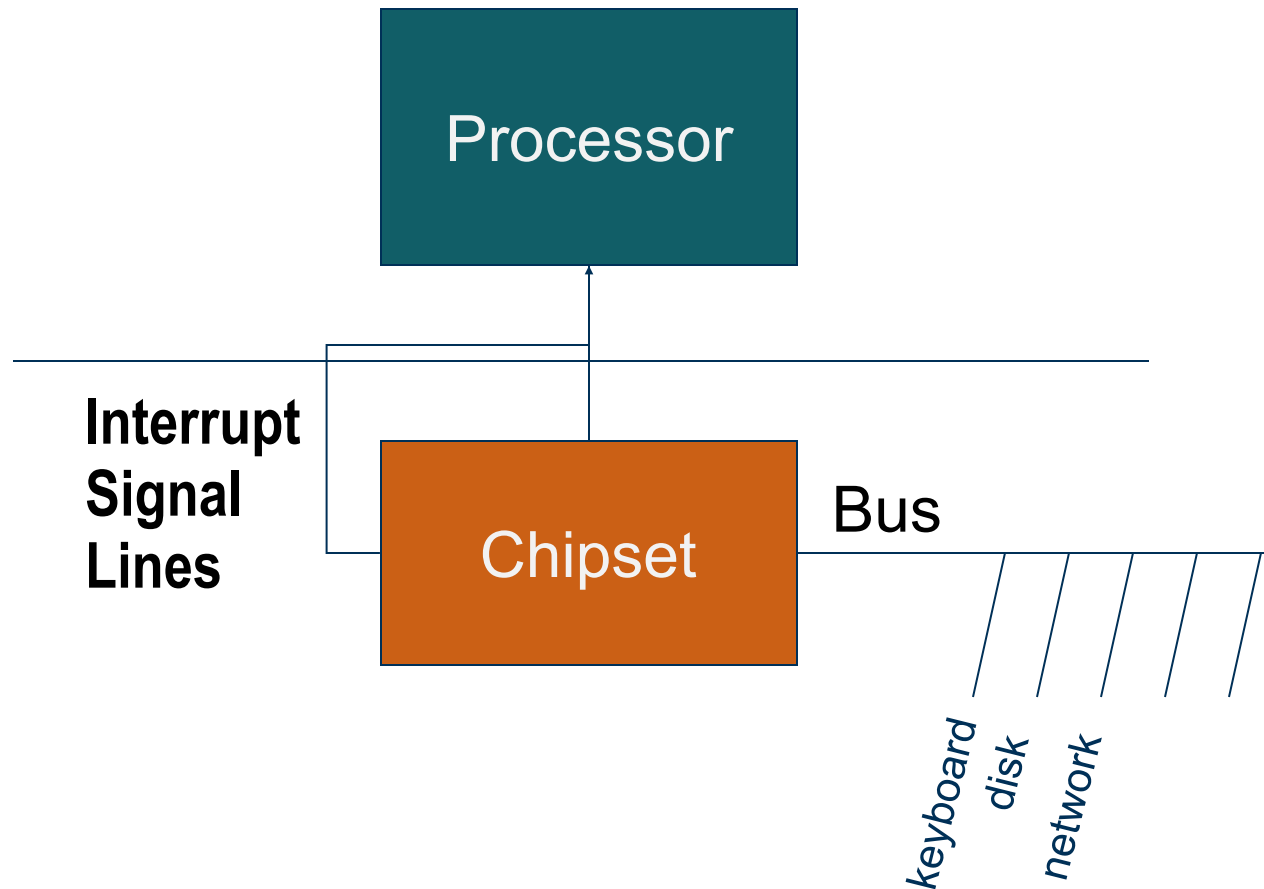 Processor
Interrupt
Signal
Lines
Chipset
Bus
keyboard
disk
network